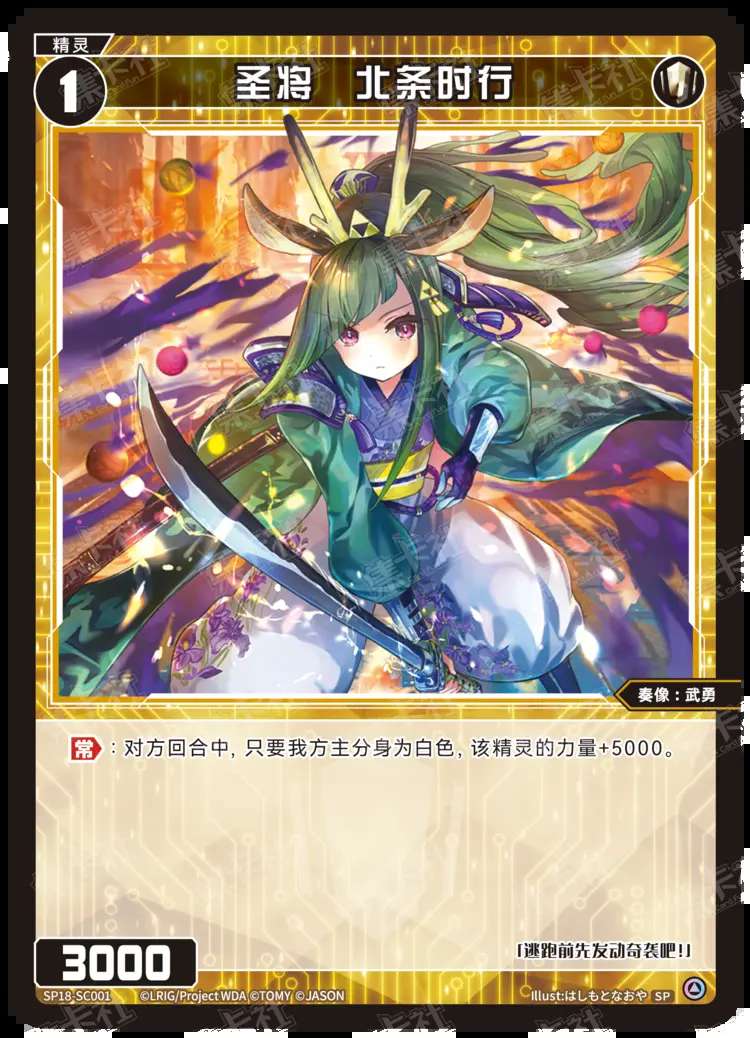 精灵
1
圣将 北条时行
奏像:武勇
常:对方回合中, 只要我方主分身为白色, 该精灵的力量+5000。
「逃跑前先发动奇袭吧!」
3000
SP18-SC001 ©LRIG/Project WDA ©TOMY ©JASON Illust:はしもとなおや SP
集卡社